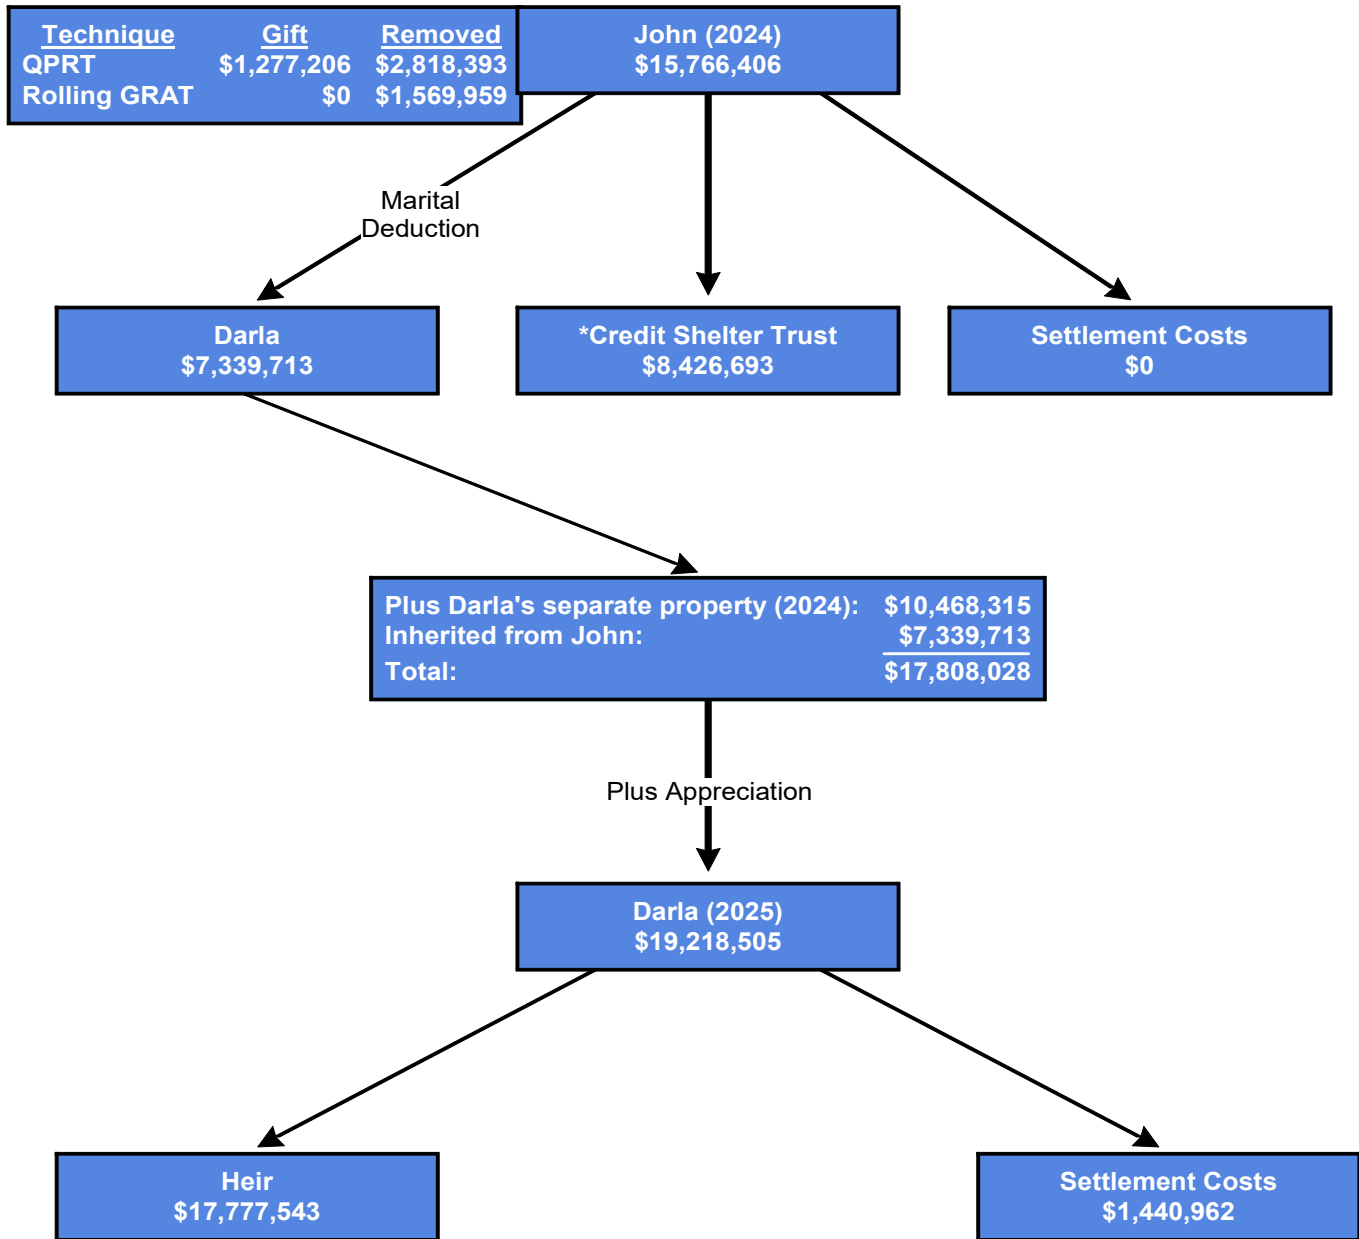 Technique Gift Removed
QPRT $1,277,206 $2,818,393
Rolling GRAT $0 $1,569,959
John (2024)
$15,766,406
Marital
Deduction
Darla
$7,339,713
*Credit Shelter Trust
$8,426,693
Settlement Costs
$0
Plus Darla's separate property (2024): $10,468,315
Inherited from John: $7,339,713
Total: $17,808,028
Plus Appreciation
Darla (2025)
$19,218,505
Heir
$17,777,543
Settlement Costs
$1,440,962